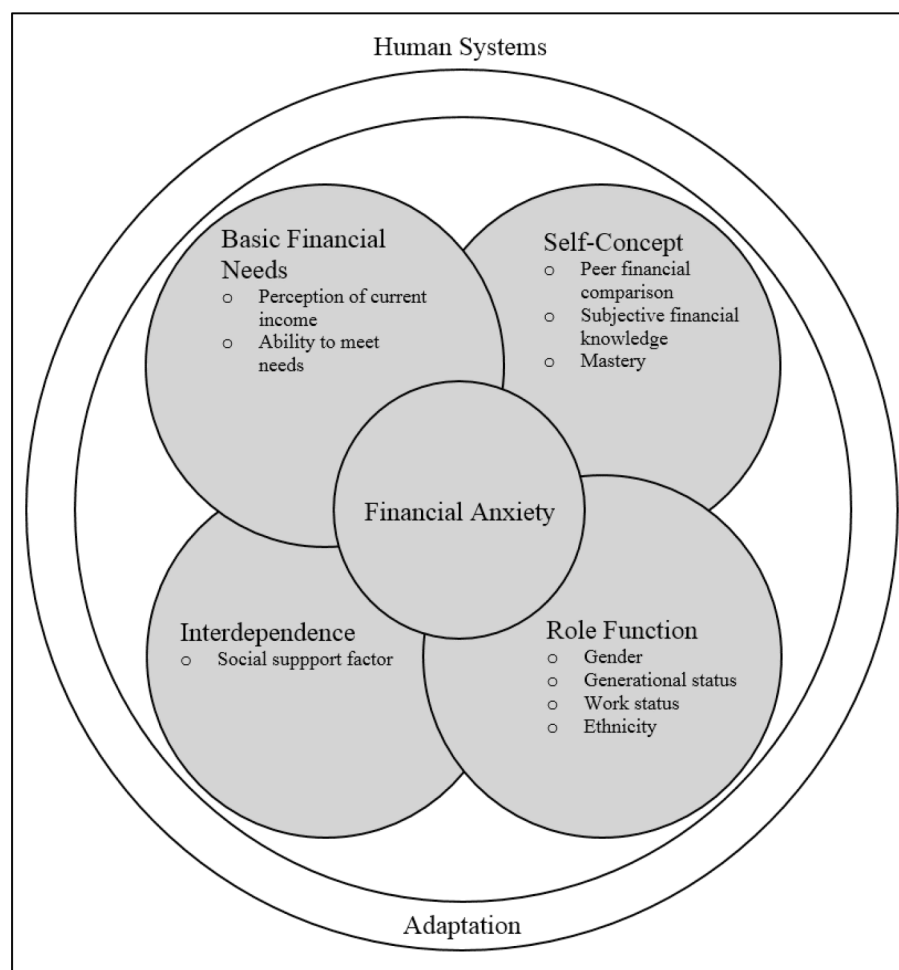 Human Systems
Basic Financial
Needs
o Perception of current
income
o Ability to meet
needs
Self-Concept
o Peer financial
comparison
o Subjective financial
knowledge
o Mastery
Financial Anxiety
Interdependence
o Social suppport factor
Role Function
o Gender
o Generational status
o Work status
o Ethnicity
Adaptation